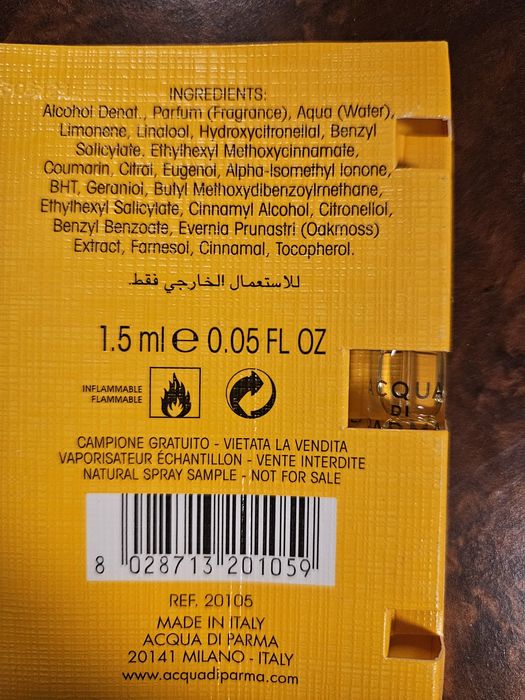 INGREDIENTS:
Alcohol Denat., Parfum (Fragrance), Aqua (Water),
Limonene, Linalool, Hydroxycitronellal, Benzyl
Salicylate, Ethylhexyl Methoxycinnamate,
Coumarin, Citral, Eugenol, Alpha-Isomethyl Ionone,
BHT, Geraniol, Butyl Methoxydibenzoylmethane,
Ethylhexyl Salicylate, Cinnamyl Alcohol, Citronellol,
Benzyl Benzoate, Evernia Prunastri (Oakmoss)
Extract, Farnesol, Cinnamal, Tocopherol.
للاستعمال الخارجي فقط.
1.5 ml e 0.05 FL OZ
INFLAMMABLE
FLAMMABLE
ACQUA
DI
CAMPIONE GRATUITO - VIETATA LA VENDITA
VAPORISATEUR ÉCHANTILLON - VENTE INTERDITE
NATURAL SPRAY SAMPLE - NOT FOR SALE
8 028713 201059
REF. 20105
MADE IN ITALY
ACQUA DI PARMA
20141 MILANO - ITALY
www.acquadiparma.com